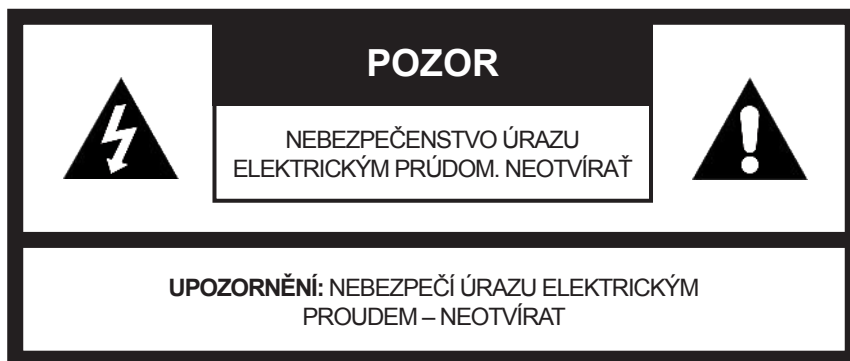 POZOR
NEBEZPEČENSTVO ÚRAZU
ELEKTRICKÝM PRÚDOM. NEOTVÍRAŤ
UPOZORNĚNÍ: NEBEZPEČÍ ÚRAZU ELEKTRICKÝM
PROUDEM – NEOTVÍRAT